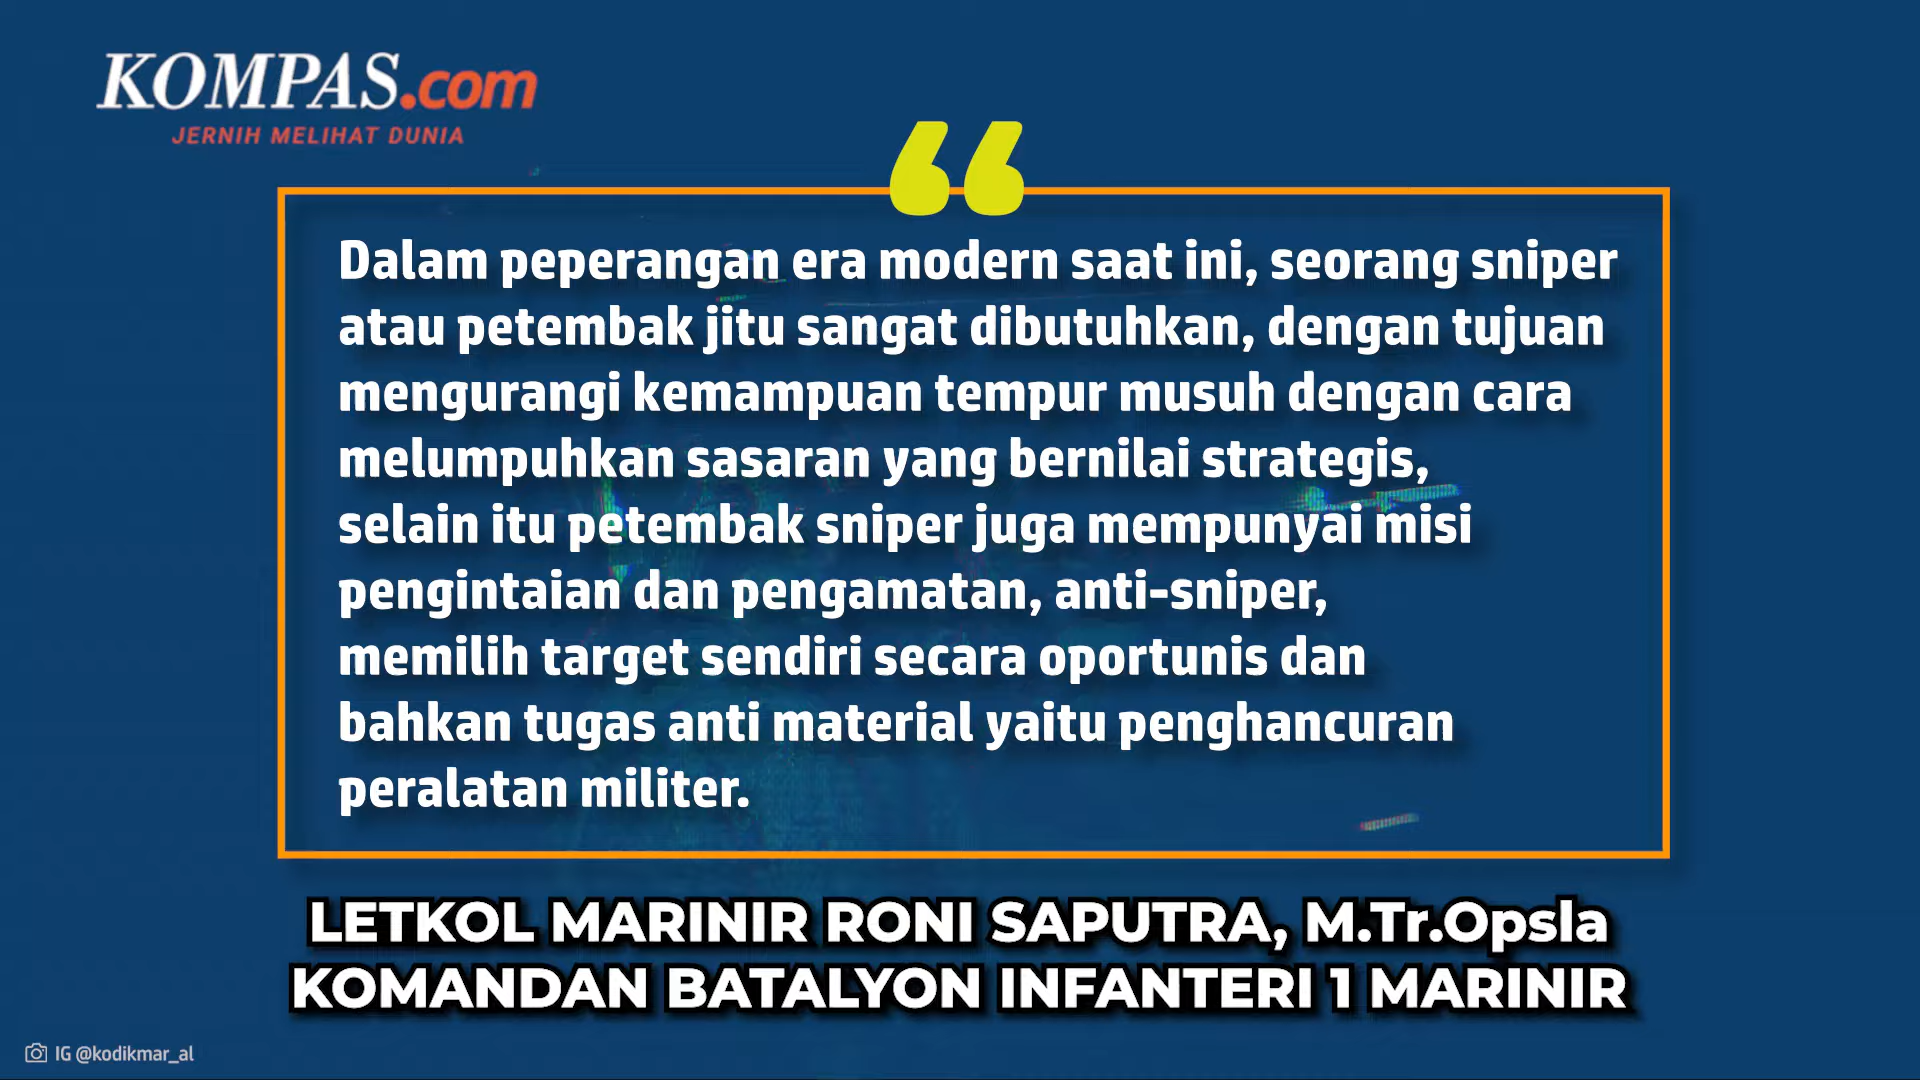 KOMPAS.com
JERNIH MELIHAT DUNIA
“
Dalam peperangan era modern saat ini, seorang sniper
atau petembak jitu sangat dibutuhkan, dengan tujuan
mengurangi kemampuan tempur musuh dengan cara
melumpuhkan sasaran yang bernilai strategis,
selain itu petembak sniper juga mempunyai misi
pengintaian dan pengamatan, anti-sniper,
memilih target sendiri secara oportunis dan
bahkan tugas anti material yaitu penghancuran
peralatan militer.
LETKOL MARINIR RONI SAPUTRA, M.Tr.Opsla
KOMANDAN BATALYON INFANTERI 1 MARINIR
IG @kodikmar_al